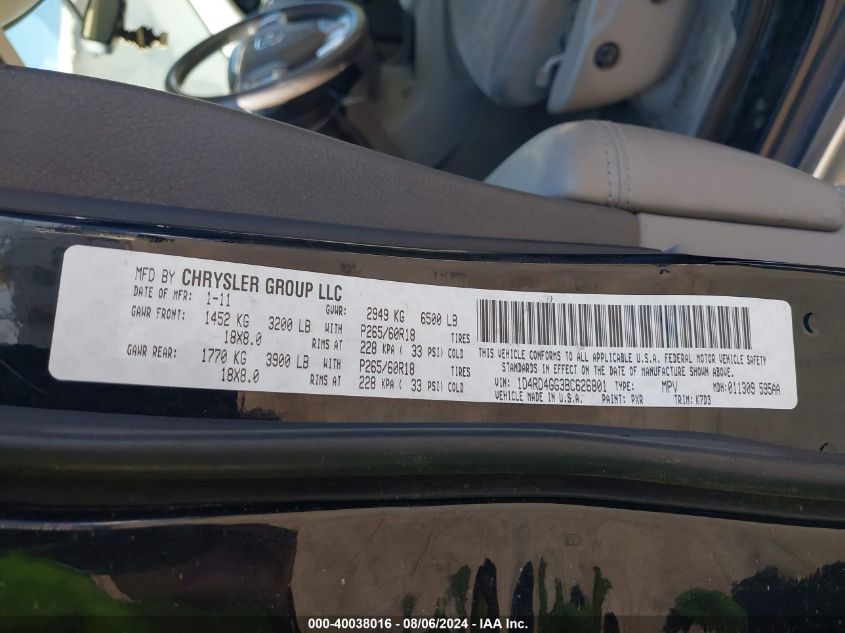 MFD BY CHRYSLER GROUP LLC
DATE OF MFR: 1-11 GVWR: 2949 KG 6500 LB
GAWR FRONT: 1452 KG 3200 LB WITH P265/60R18 TIRES
18X8.0 RIMS AT 228 KPA ( 33 PSI) COLD
GAWR REAR: 1770 KG 3900 LB WITH P265/60R18 TIRES
18X8.0 RIMS AT 228 KPA ( 33 PSI) COLD
THIS VEHICLE CONFORMS TO ALL APPLICABLE U.S.A. FEDERAL MOTOR VEHICLE SAFETY
STANDARDS IN EFFECT ON THE DATE OF MANUFACTURE SHOWN ABOVE.
VIN: 1D4RD4GG3BC626801 TYPE: MPV MDH: 011309 595AA
VEHICLE MADE IN U.S.A. PAINT: PXR TRIM: K7D3
000-40038016 - 08/06/2024 - IAA Inc.